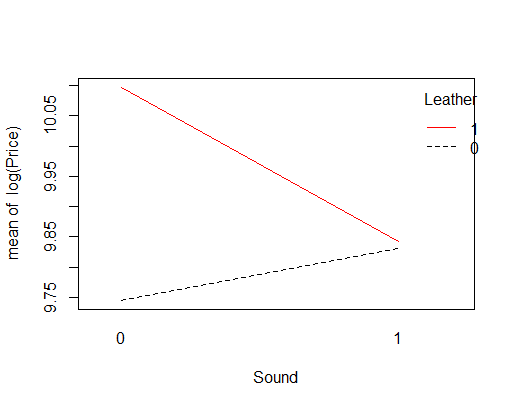 mean of log(Price)
10.05
9.95
9.85
9.75
Leather
1
0
0
1
Sound